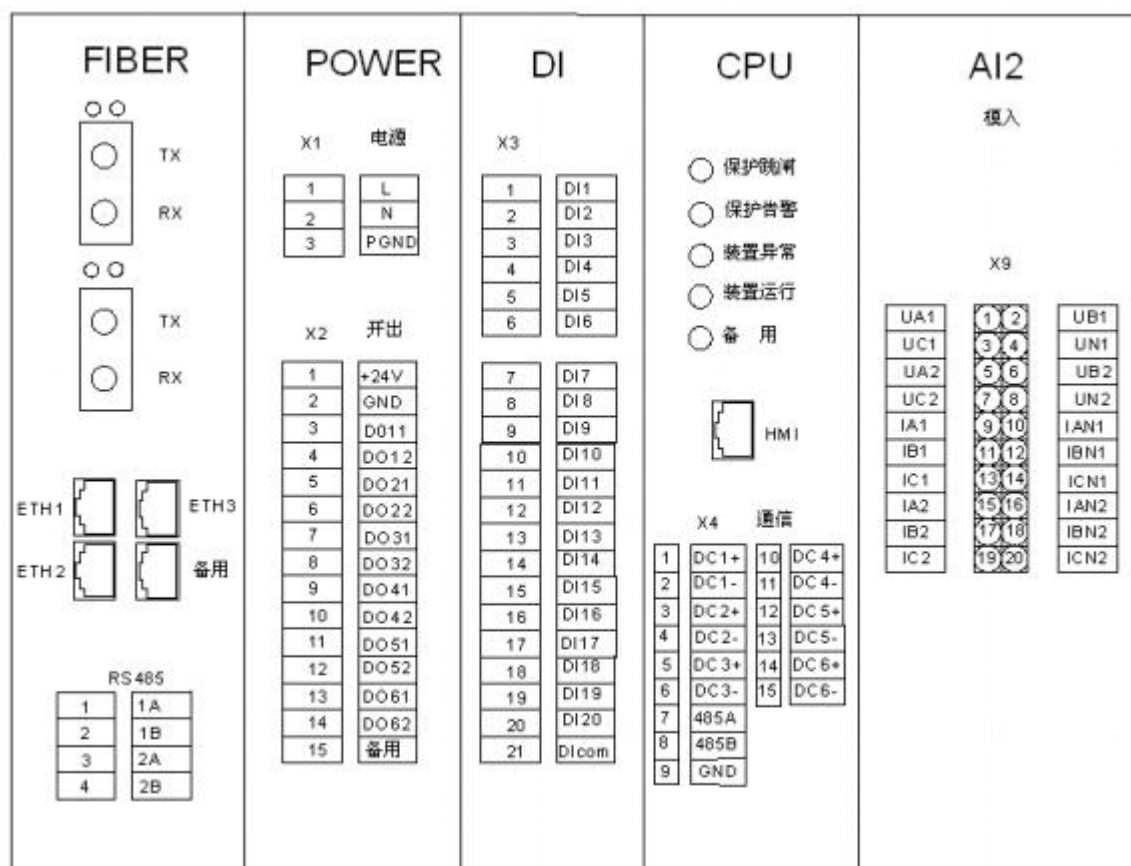 FIBER
TX
RX
TX
RX
ETH1
ETH3
ETH2
备用
RS485
1 1A
2 1B
3 2A
4 2B
POWER
X1 电源
1 L
2 N
3 PGND
X2 开出
1 +24V
2 GND
3 D011
4 DO12
5 DO21
6 DO22
7 DO31
8 DO32
9 DO41
10 DO42
11 DO51
12 DO52
13 DO61
14 DO62
15 备用
DI
X3
1 DI1
2 DI2
3 DI3
4 DI4
5 DI5
6 DI6
7 DI7
8 DI8
9 DI9
10 DI10
11 DI11
12 DI12
13 DI13
14 DI14
15 DI15
16 DI16
17 DI17
18 DI18
19 DI19
20 DI20
21 DIcom
CPU
保护跳闸
保护告警
装置异常
装置运行
备 用
HMI
X4 通信
1 DC1+ 10 DC4+
2 DC1- 11 DC4-
3 DC2+ 12 DC5+
4 DC2- 13 DC5-
5 DC3+ 14 DC6+
6 DC3- 15 DC6-
7 485A
8 485B
9 GND
AI2
模入
X9
UA1 1 2 UB1
UC1 3 4 UN1
UA2 5 6 UB2
UC2 7 8 UN2
IA1 9 10 IAN1
IB1 11 12 IBN1
IC1 13 14 ICN1
IA2 15 16 IAN2
IB2 17 18 IBN2
IC2 19 20 ICN2